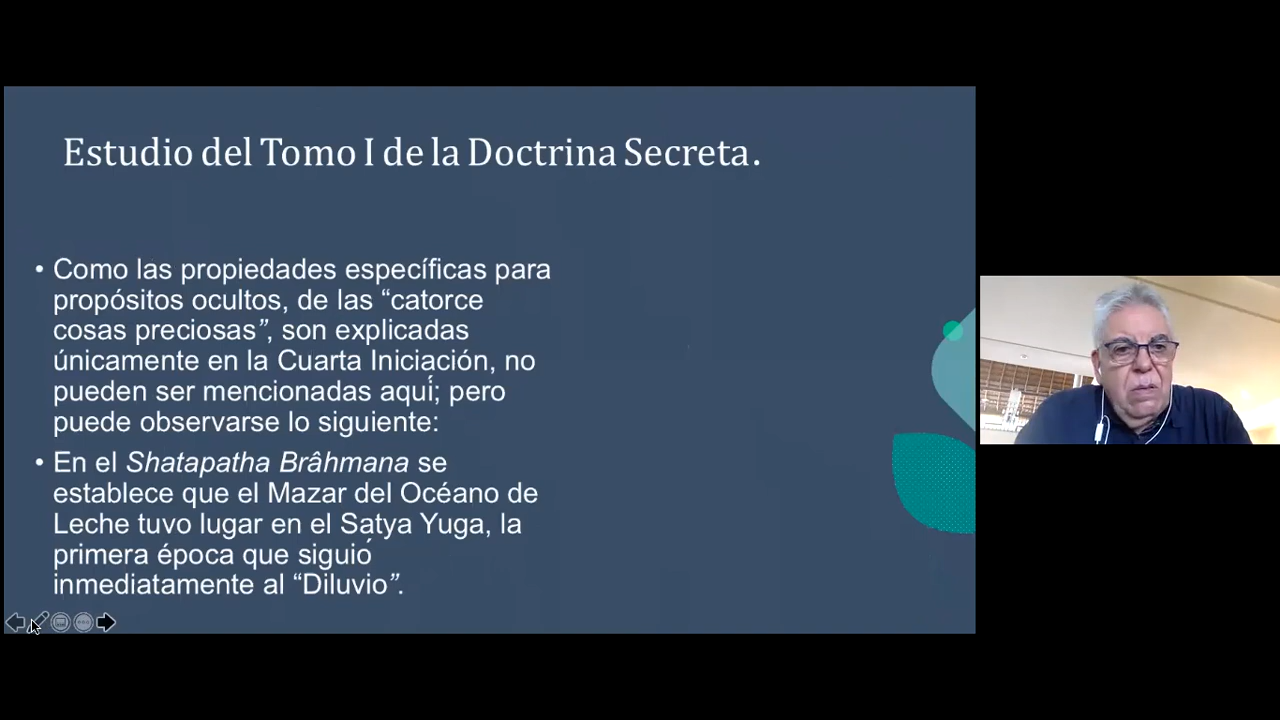 Estudio del Tomo I de la Doctrina Secreta.
• Como las propiedades específicas para
propósitos ocultos, de las “catorce
cosas preciosas”, son explicadas
únicamente en la Cuarta Iniciación, no
pueden ser mencionadas aquí; pero
puede observarse lo siguiente:
• En el Shatapatha Brâhmana se
establece que el Mazar del Océano de
Leche tuvo lugar en el Satya Yuga, la
primera época que siguió
inmediatamente al “Diluvio”.